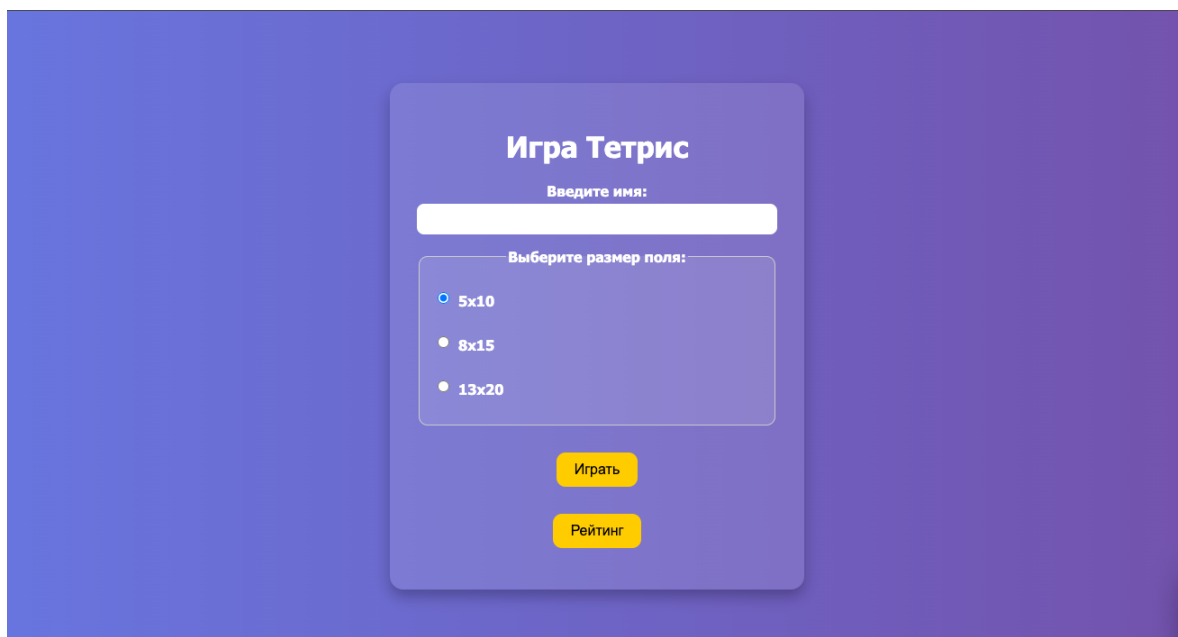 Игра Тетрис
Введите имя:
Выберите размер поля:
5x10
8x15
13x20
Играть
Рейтинг